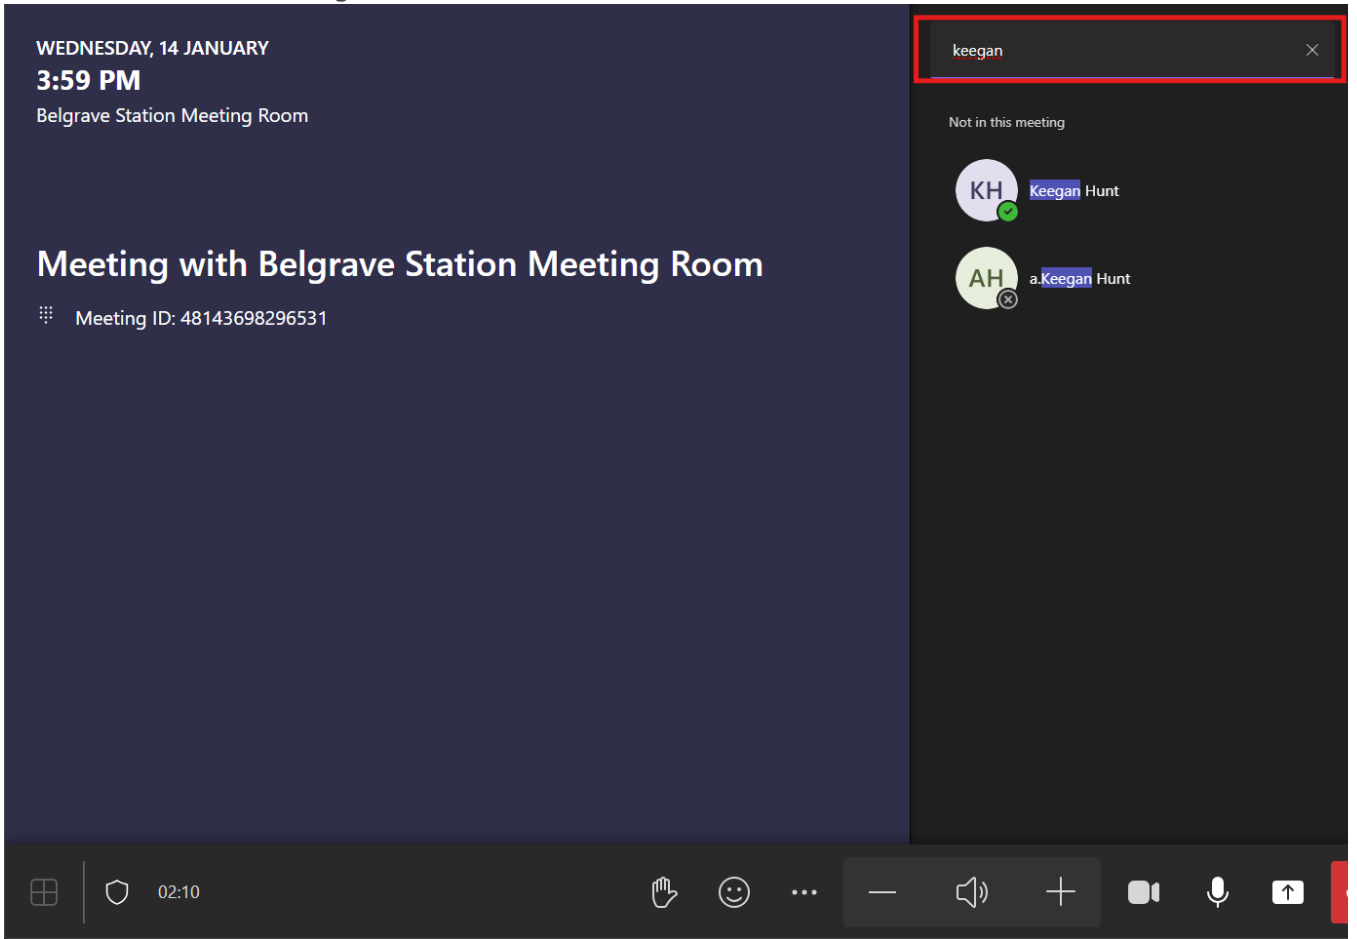 WEDNESDAY, 14 JANUARY
3:59 PM
Belgrave Station Meeting Room
Meeting with Belgrave Station Meeting Room
Meeting ID: 48143698296531
keegan
Not in this meeting
KH Keegan Hunt
AH a.Keegan Hunt
02:10